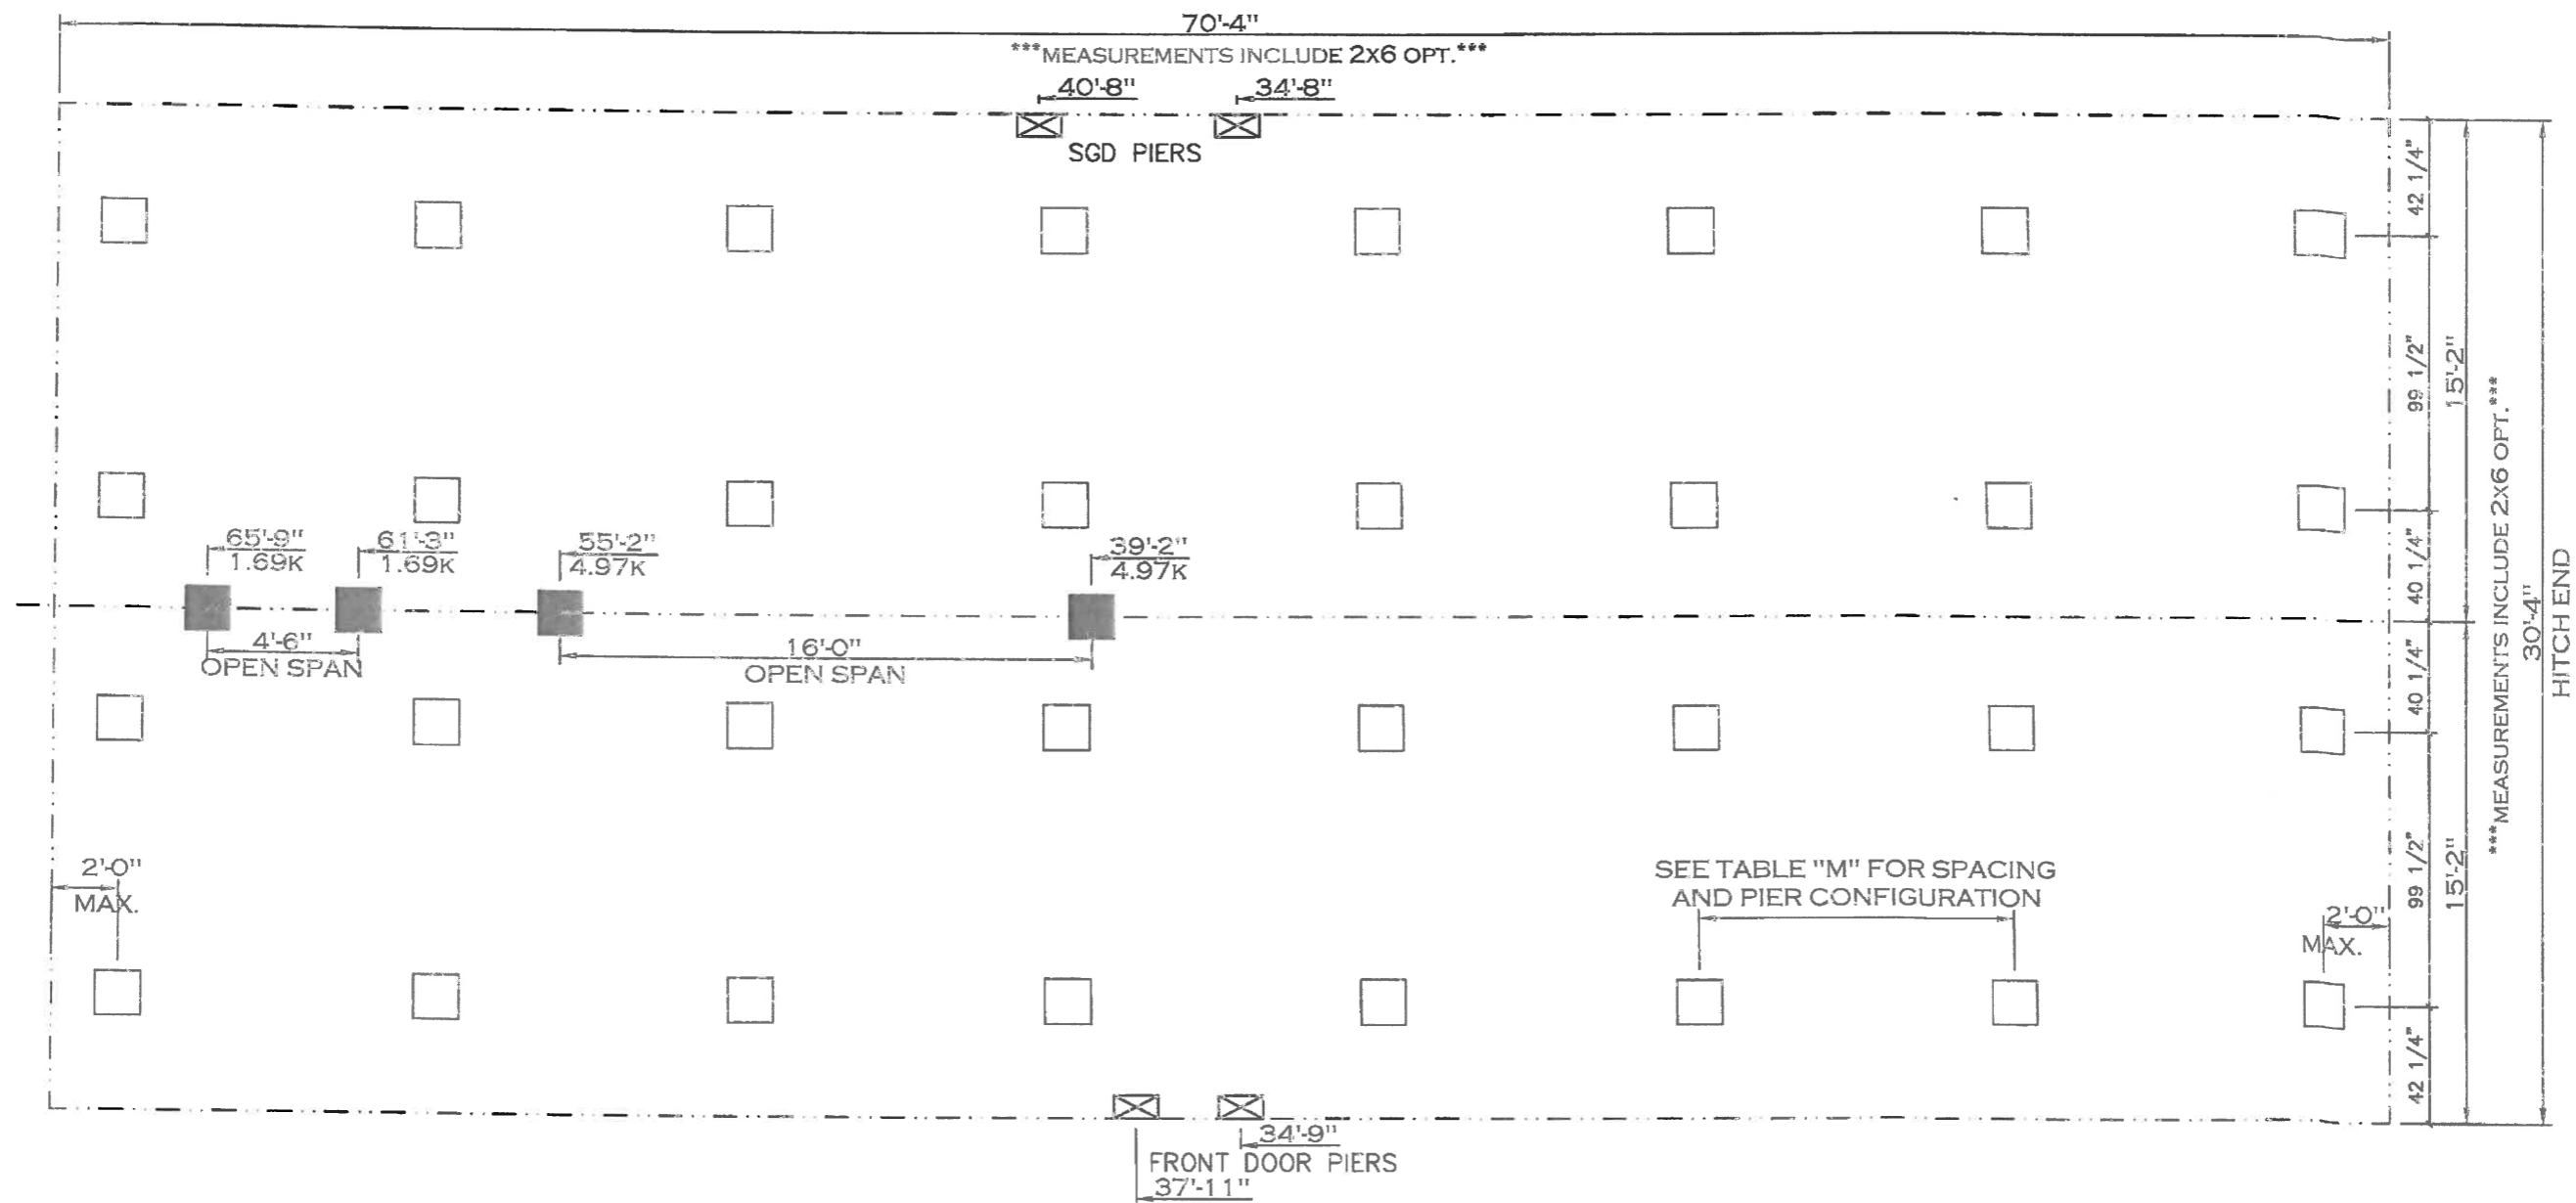 70'-4"
***MEASUREMENTS INCLUDE 2X6 OPT.***
40'-8"
34'-8"
SGD PIERS
42 1/4"
99 1/2"
15'-2"
40 1/4"
65'-9"
1.69K
61'-3"
1.69K
55'-2"
4.97K
39'-2"
4.97K
4'-6"
OPEN SPAN
16'-0"
OPEN SPAN
***MEASUREMENTS INCLUDE 2X6 OPT.***
30'-4"
HITCH END
40 1/4"
99 1/2"
15'-2"
42 1/4"
2'-0"
MAX.
SEE TABLE "M" FOR SPACING
AND PIER CONFIGURATION
2'-0"
MAX.
34'-9"
FRONT DOOR PIERS
37'-11"